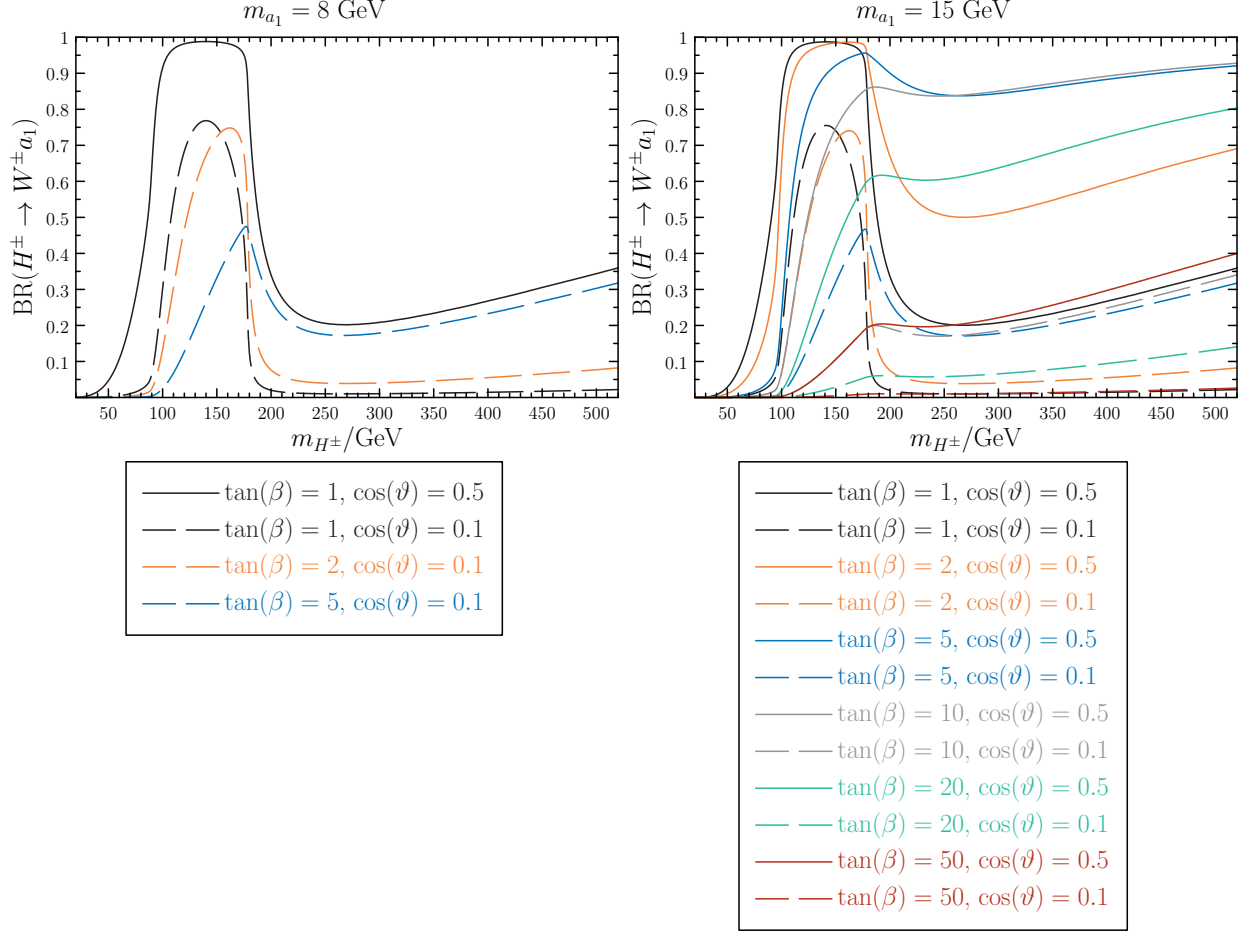 m_{a_1} = 8 GeV
BR(H^± → W^± a_1)
1
0.9
0.8
0.7
0.6
0.5
0.4
0.3
0.2
0.1
50 100 150 200 250 300 350 400 450 500
m_{H^±}/GeV
tan(β) = 1, cos(ϑ) = 0.5
tan(β) = 1, cos(ϑ) = 0.1
tan(β) = 2, cos(ϑ) = 0.1
tan(β) = 5, cos(ϑ) = 0.1
m_{a_1} = 15 GeV
BR(H^± → W^± a_1)
1
0.9
0.8
0.7
0.6
0.5
0.4
0.3
0.2
0.1
50 100 150 200 250 300 350 400 450 500
m_{H^±}/GeV
tan(β) = 1, cos(ϑ) = 0.5
tan(β) = 1, cos(ϑ) = 0.1
tan(β) = 2, cos(ϑ) = 0.5
tan(β) = 2, cos(ϑ) = 0.1
tan(β) = 5, cos(ϑ) = 0.5
tan(β) = 5, cos(ϑ) = 0.1
tan(β) = 10, cos(ϑ) = 0.5
tan(β) = 10, cos(ϑ) = 0.1
tan(β) = 20, cos(ϑ) = 0.5
tan(β) = 20, cos(ϑ) = 0.1
tan(β) = 50, cos(ϑ) = 0.5
tan(β) = 50, cos(ϑ) = 0.1